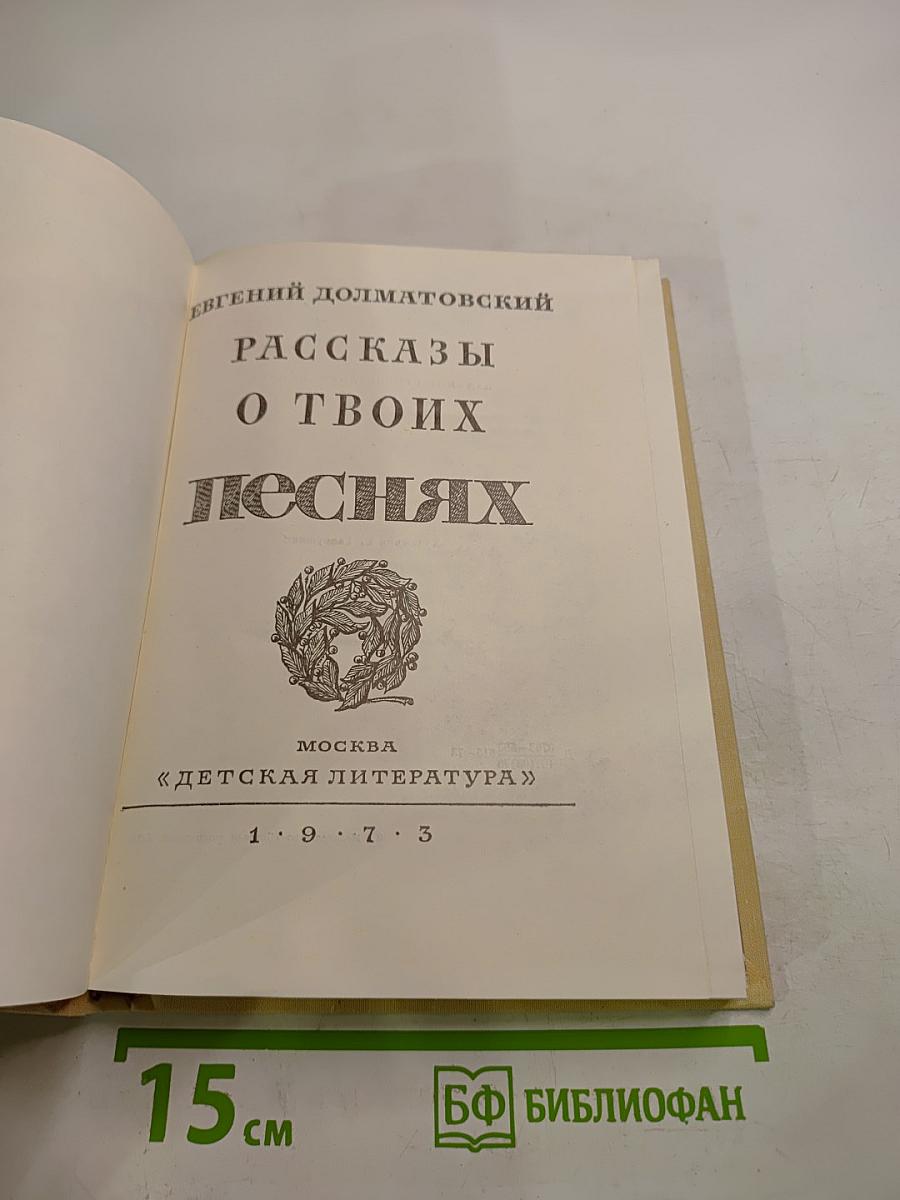 ЕВГЕНИЙ ДОЛМАТОВСКИЙ
РАССКАЗЫ
О ТВОИХ
ПЕСНЯХ
МОСКВА
«ДЕТСКАЯ ЛИТЕРАТУРА»
1·9·7·3
15 см
БФ БИБЛИОФАН